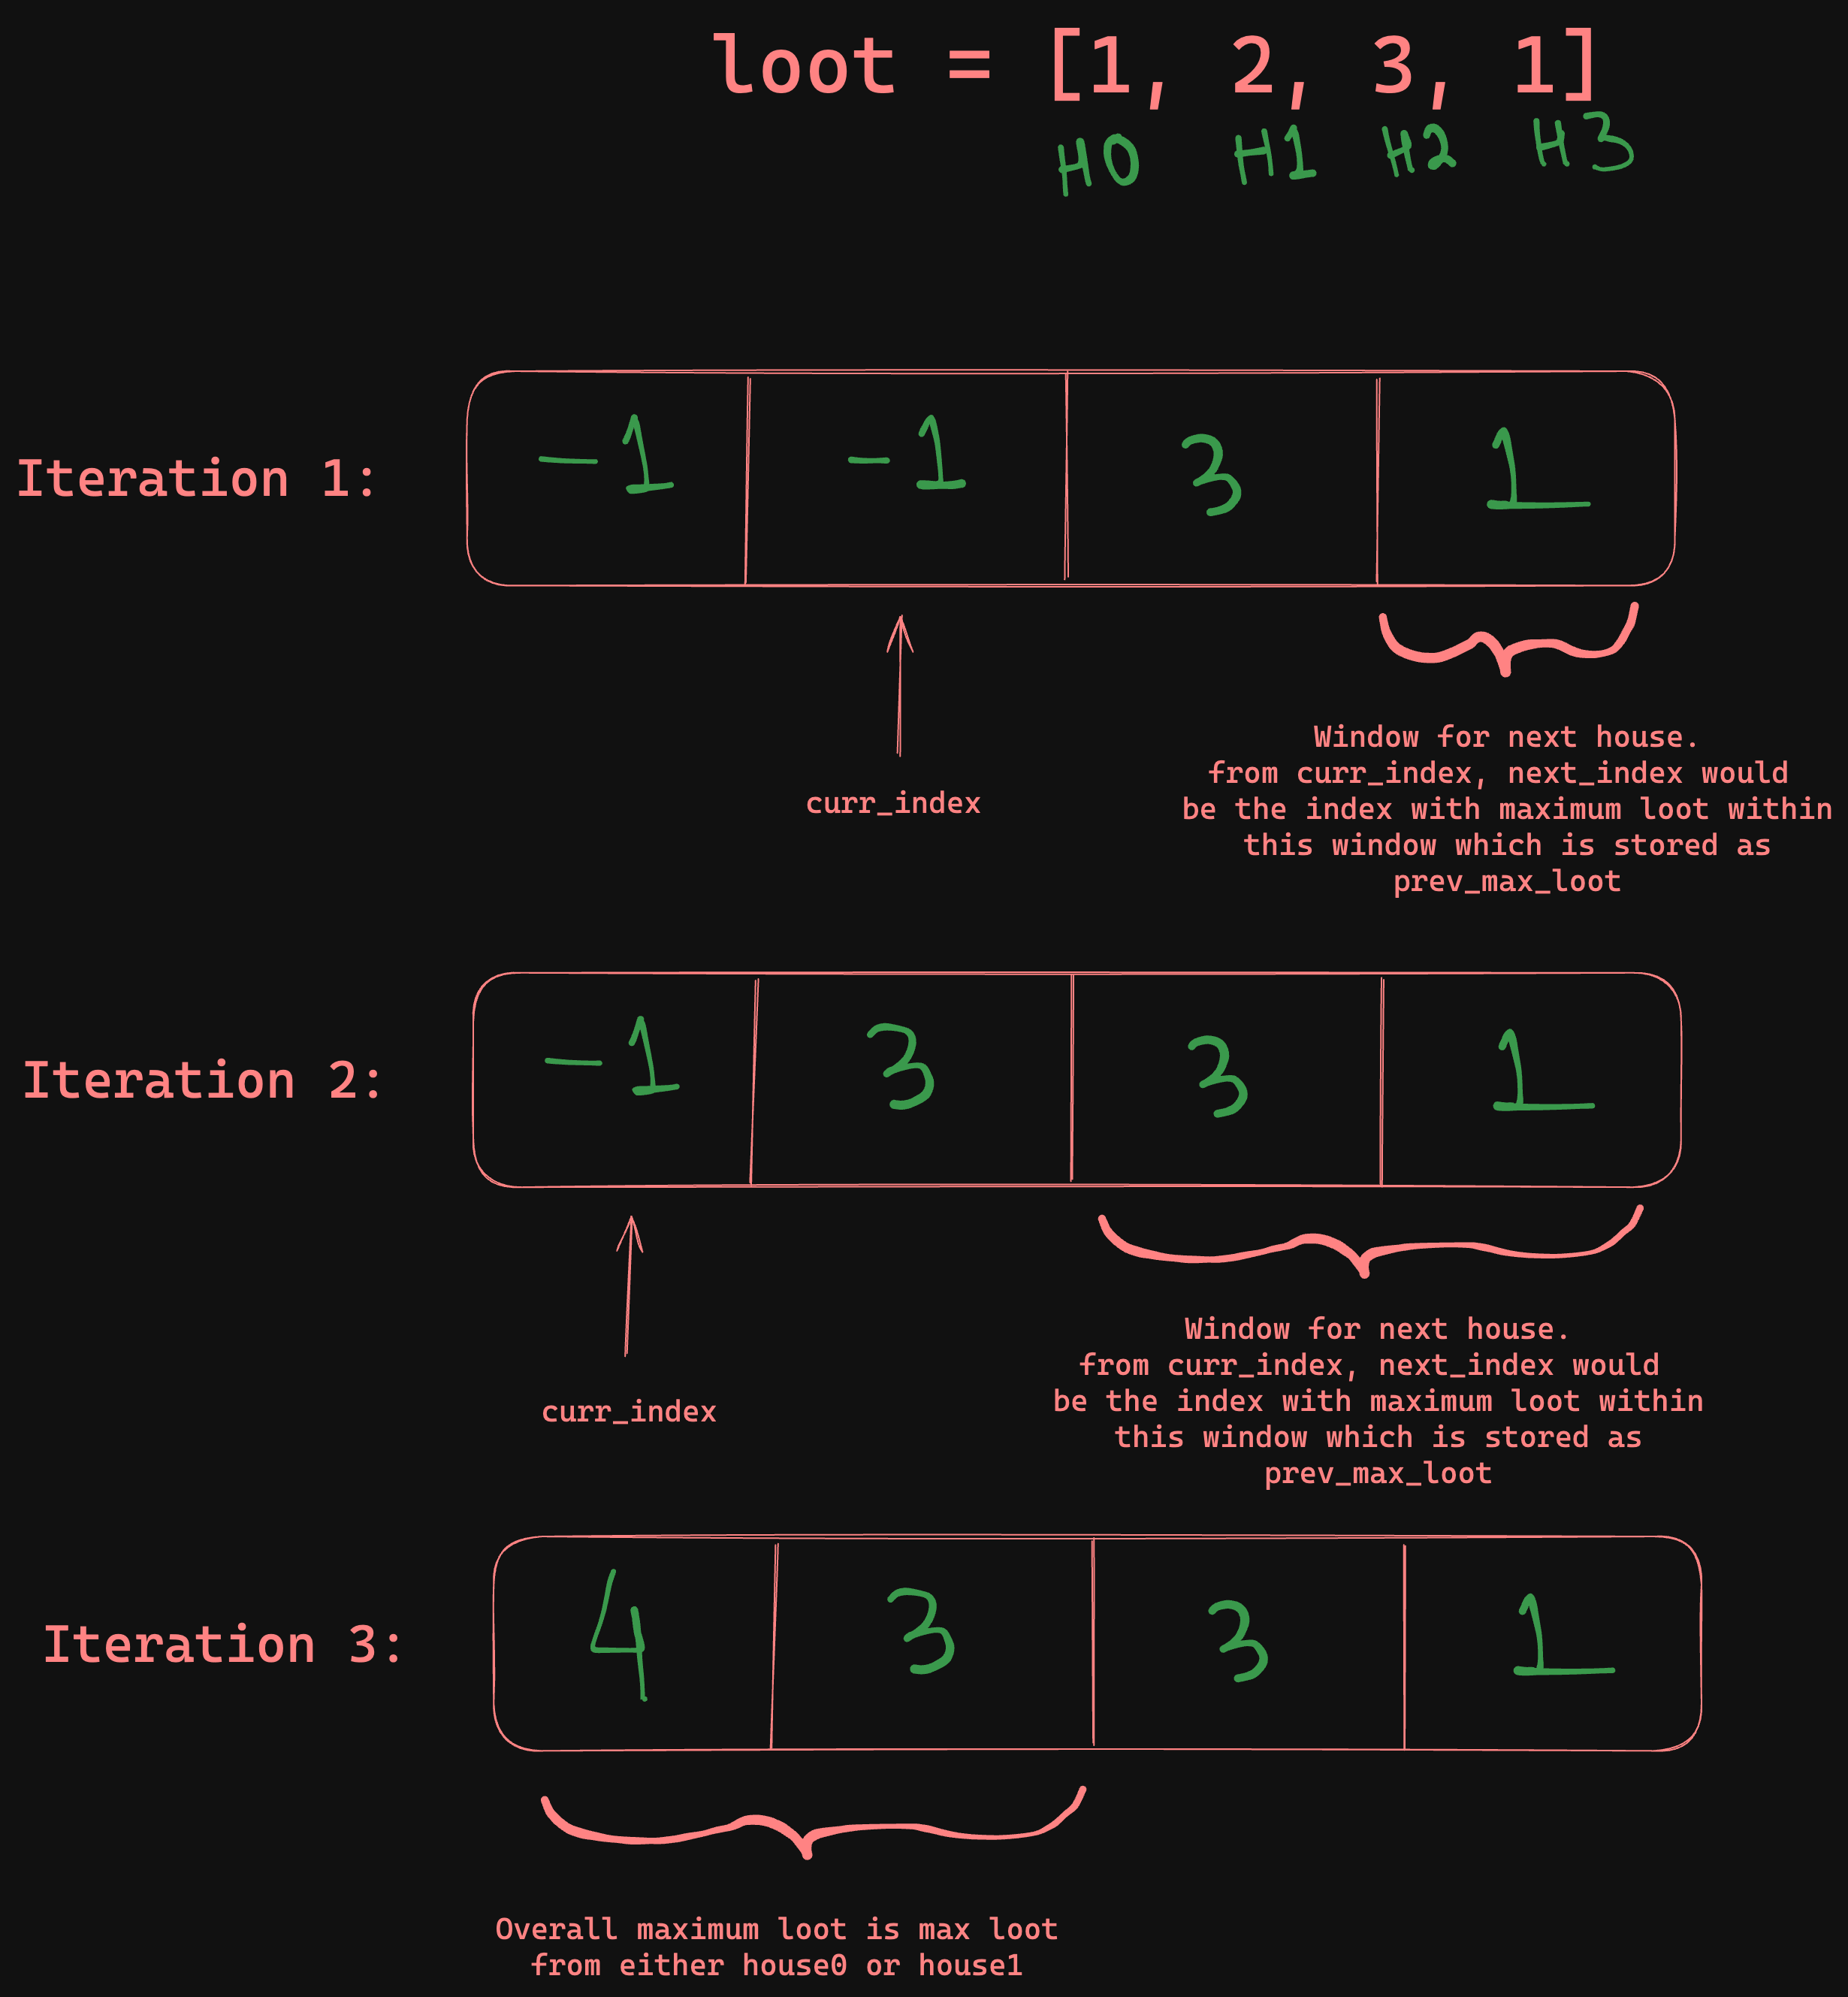 loot = [1, 2, 3, 1]
H0 H1 H2 H3
Iteration 1:
-1 -1 3 1
curr_index
Window for next house.
from curr_index, next_index would
be the index with maximum loot within
this window which is stored as
prev_max_loot
Iteration 2:
-1 3 3 1
curr_index
Window for next house.
from curr_index, next_index would
be the index with maximum loot within
this window which is stored as
prev_max_loot
Iteration 3:
4 3 3 1
Overall maximum loot is max loot
from either house0 or house1